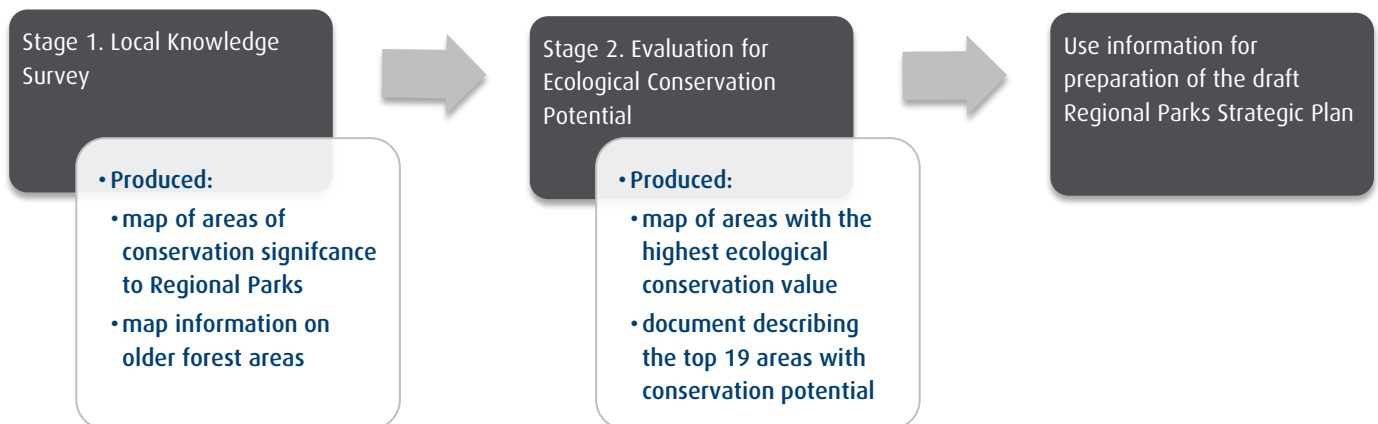 Stage 1. Local Knowledge
Survey
• Produced:
• map of areas of
conservation signifcance
to Regional Parks
• map information on
older forest areas
Stage 2. Evaluation for
Ecological Conservation
Potential
• Produced:
• map of areas with the
highest ecological
conservation value
• document describing
the top 19 areas with
conservation potential
Use information for
preparation of the draft
Regional Parks Strategic Plan